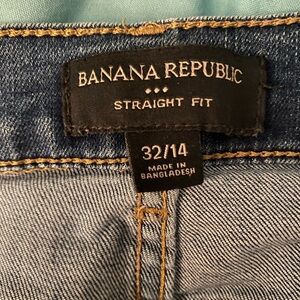 BANANA REPUBLIC
STRAIGHT FIT
32/14
MADE IN
BANGLADESH